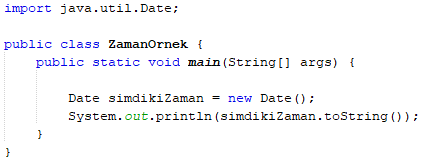 import java.util.Date;
public class ZamanOrnek {
public static void main(String[] args) {
Date simdikiZaman = new Date();
System.out.println(simdikiZaman.toString());
}
}